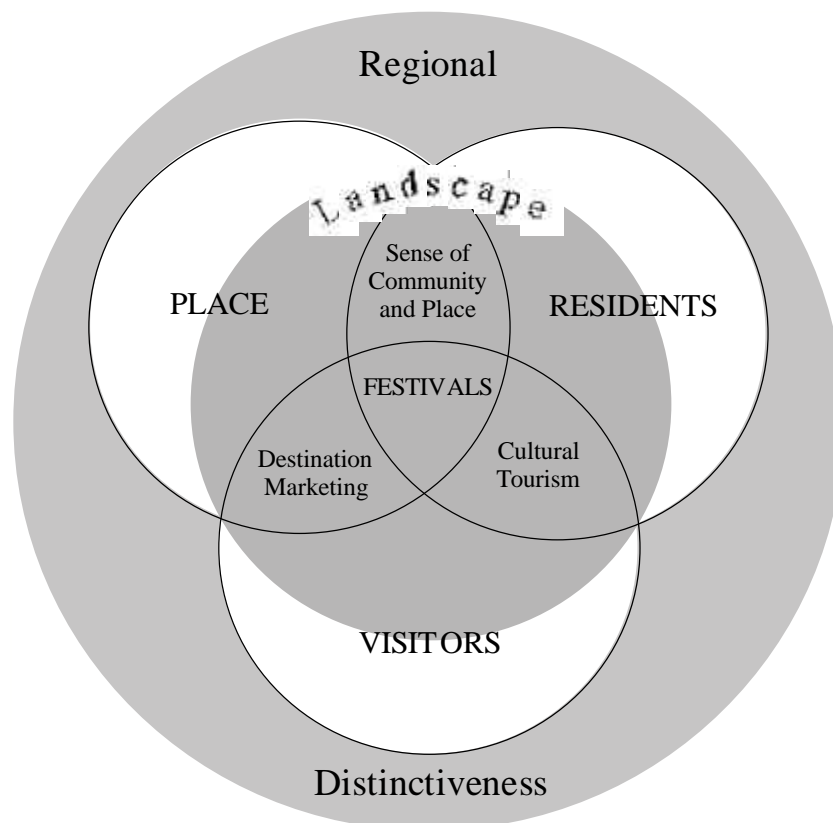 Regional
Landscape
Sense of
Community
and Place
PLACE
RESIDENTS
FESTIVALS
Destination
Marketing
Cultural
Tourism
VISITORS
Distinctiveness